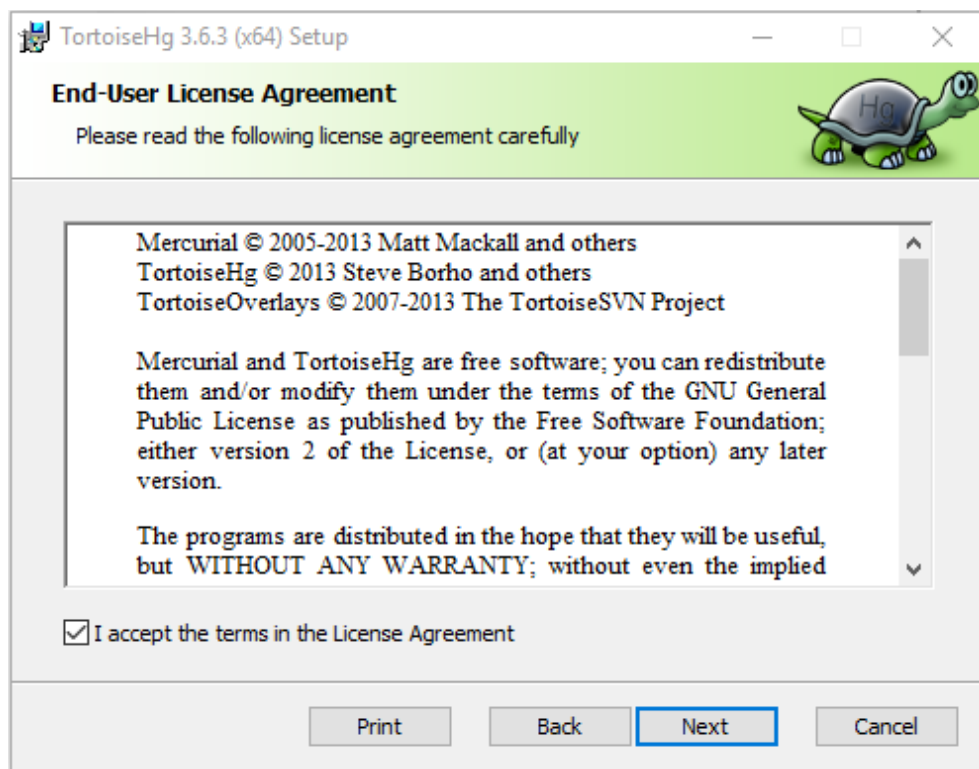 TortoiseHg 3.6.3 (x64) Setup
End-User License Agreement
Please read the following license agreement carefully
Hg
Mercurial © 2005-2013 Matt Mackall and others
TortoiseHg © 2013 Steve Borho and others
TortoiseOverlays © 2007-2013 The TortoiseSVN Project
Mercurial and TortoiseHg are free software; you can redistribute
them and/or modify them under the terms of the GNU General
Public License as published by the Free Software Foundation;
either version 2 of the License, or (at your option) any later
version.
The programs are distributed in the hope that they will be useful,
but WITHOUT ANY WARRANTY; without even the implied
I accept the terms in the License Agreement
Print Back Next Cancel